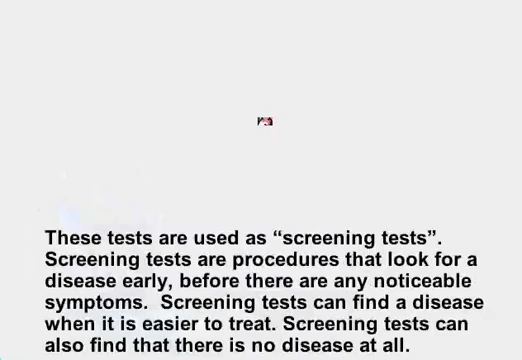 These tests are used as “screening tests”.
Screening tests are procedures that look for a
disease early, before there are any noticeable
symptoms.  Screening tests can find a disease
when it is easier to treat. Screening tests can
also find that there is no disease at all.